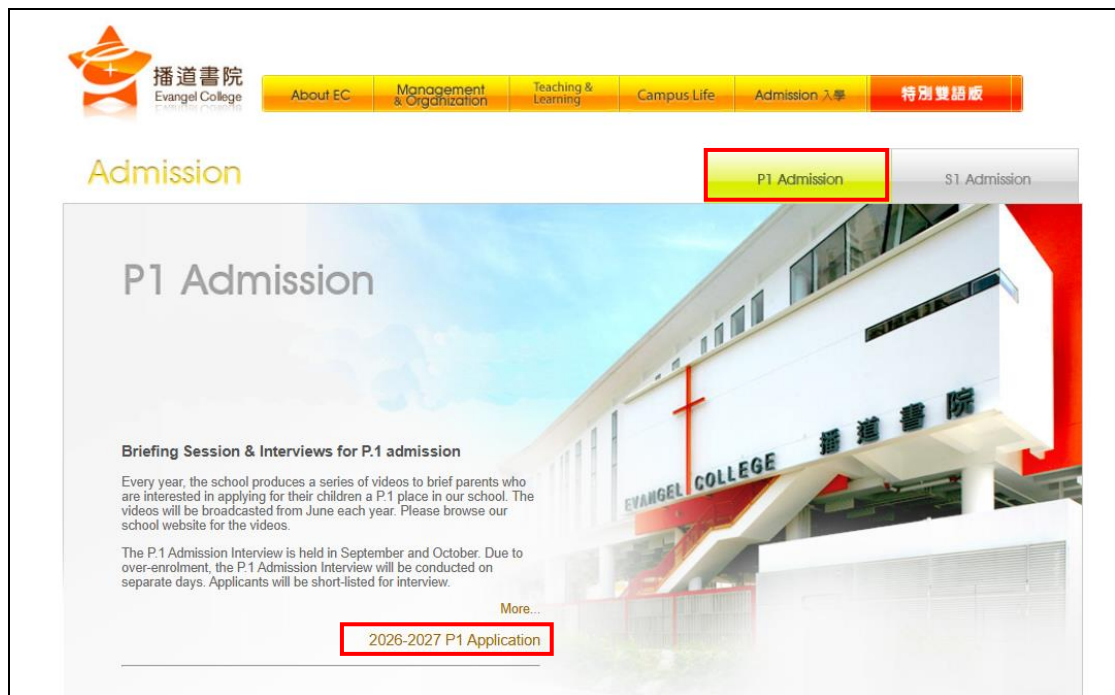 播道書院
Evangel College
About EC
Management
& Organization
Teaching &
Learning
Campus Life
Admission 入學
特別雙語版
Admission
P1 Admission
S1 Admission
P1 Admission
Briefing Session & Interviews for P.1 admission
Every year, the school produces a series of videos to brief parents who
are interested in applying for their children a P.1 place in our school. The
videos will be broadcasted from June each year. Please browse our
school website for the videos.
The P.1 Admission Interview is held in September and October. Due to
over-enrolment, the P.1 Admission Interview will be conducted on
separate days. Applicants will be short-listed for interview.
More...
2026-2027 P1 Application
EVANGEL COLLEGE 播道書院